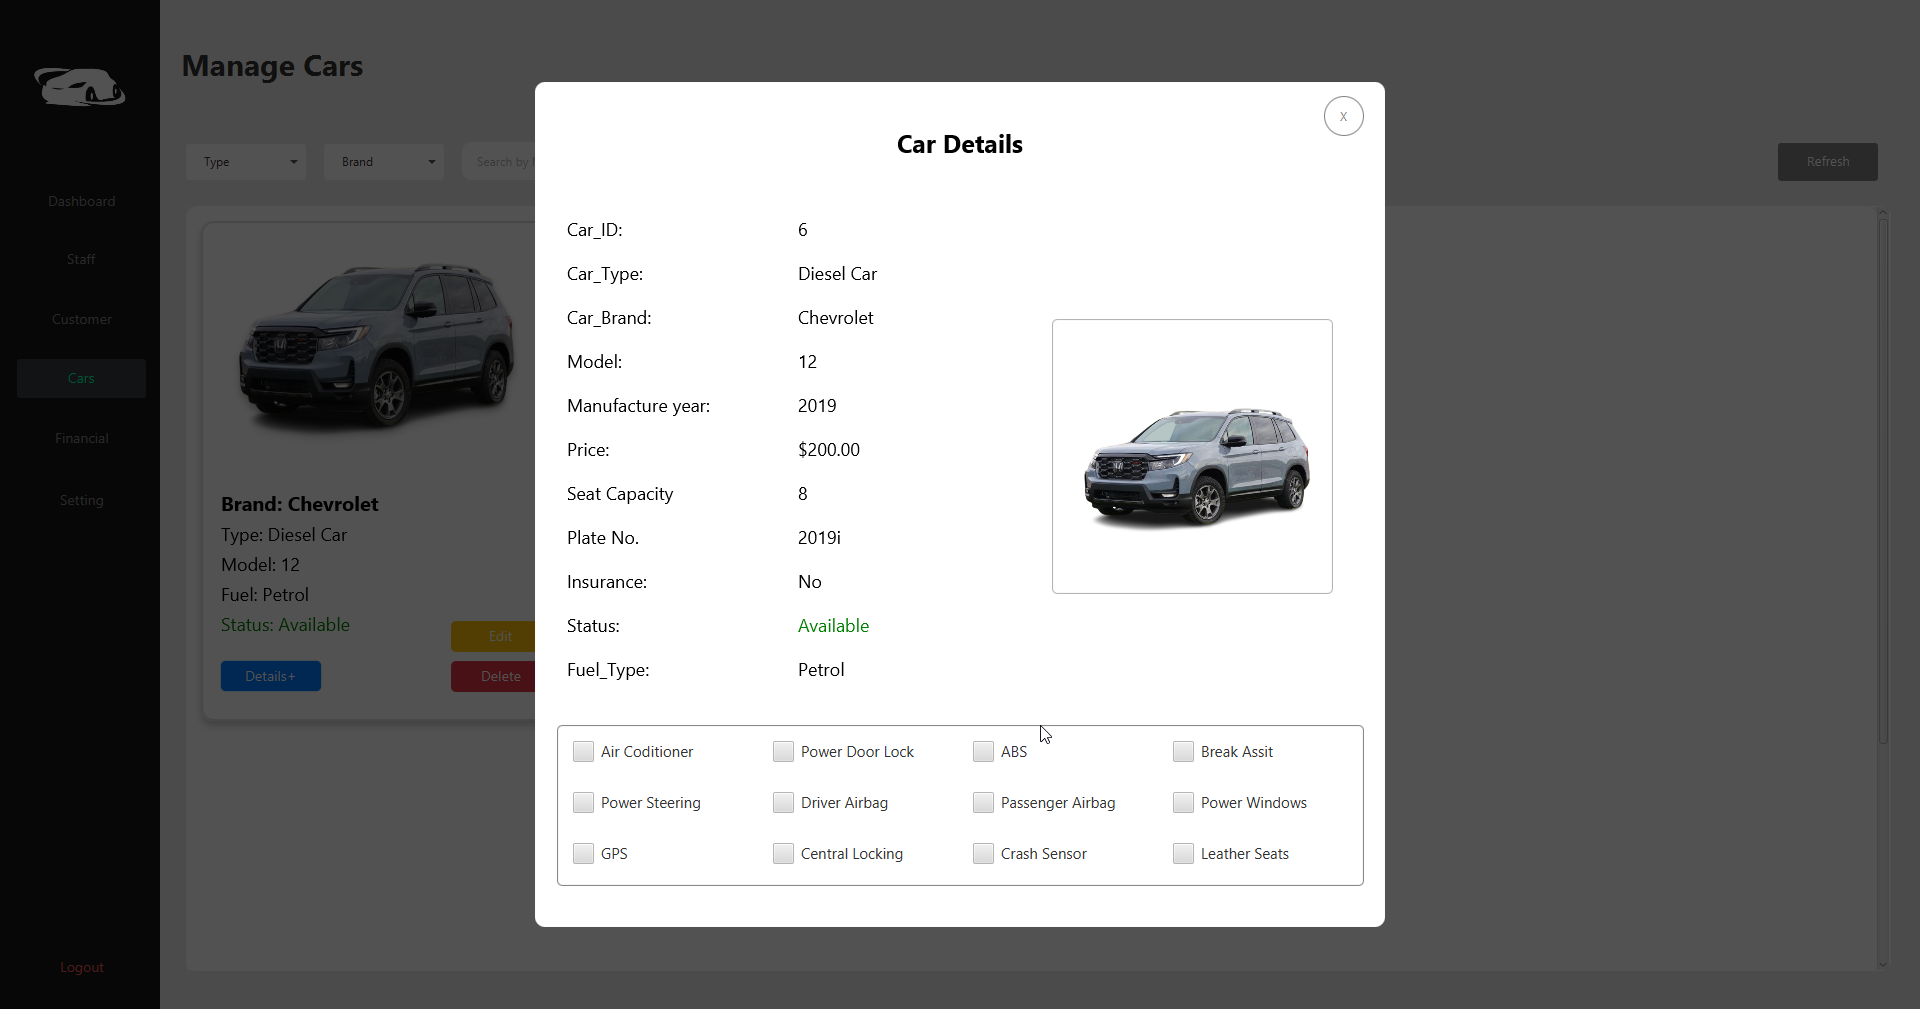 Manage Cars
Dashboard
Staff
Customer
Cars
Financial
Setting
Logout
Type
Brand
Search by
Refresh
Brand: Chevrolet
Type: Diesel Car
Model: 12
Fuel: Petrol
Status: Available
Edit
Details+
Delete
X
Car Details
Car_ID: 6
Car_Type: Diesel Car
Car_Brand: Chevrolet
Model: 12
Manufacture year: 2019
Price: $200.00
Seat Capacity 8
Plate No. 2019i
Insurance: No
Status: Available
Fuel_Type: Petrol
Air Coditioner Power Door Lock ABS Break Assit
Power Steering Driver Airbag Passenger Airbag Power Windows
GPS Central Locking Crash Sensor Leather Seats